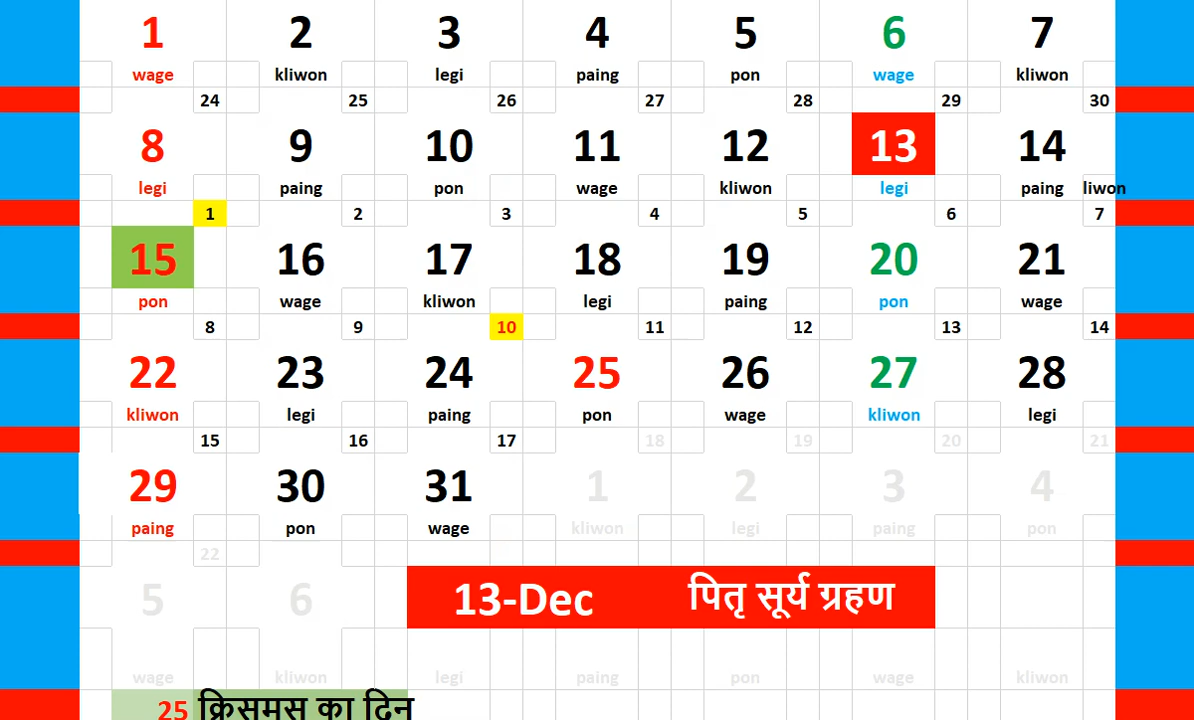 1 2 3 4 5 6 7
wage kliwon legi paing pon wage kliwon
24 25 26 27 28 29 30
8 9 10 11 12 13 14
legi paing pon wage kliwon legi paing liwon
1 2 3 4 5 6 7
15 16 17 18 19 20 21
pon wage kliwon legi paing pon wage
8 9 10 11 12 13 14
22 23 24 25 26 27 28
kliwon legi paing pon wage kliwon legi
15 16 17 18 19 20 21
29 30 31 1 2 3 4
paing pon wage kliwon legi paing pon
22
5 6 13-Dec पितृ सूर्य ग्रहण
wage kliwon legi paing pon wage kliwon
25 क्रिसमस का दिन